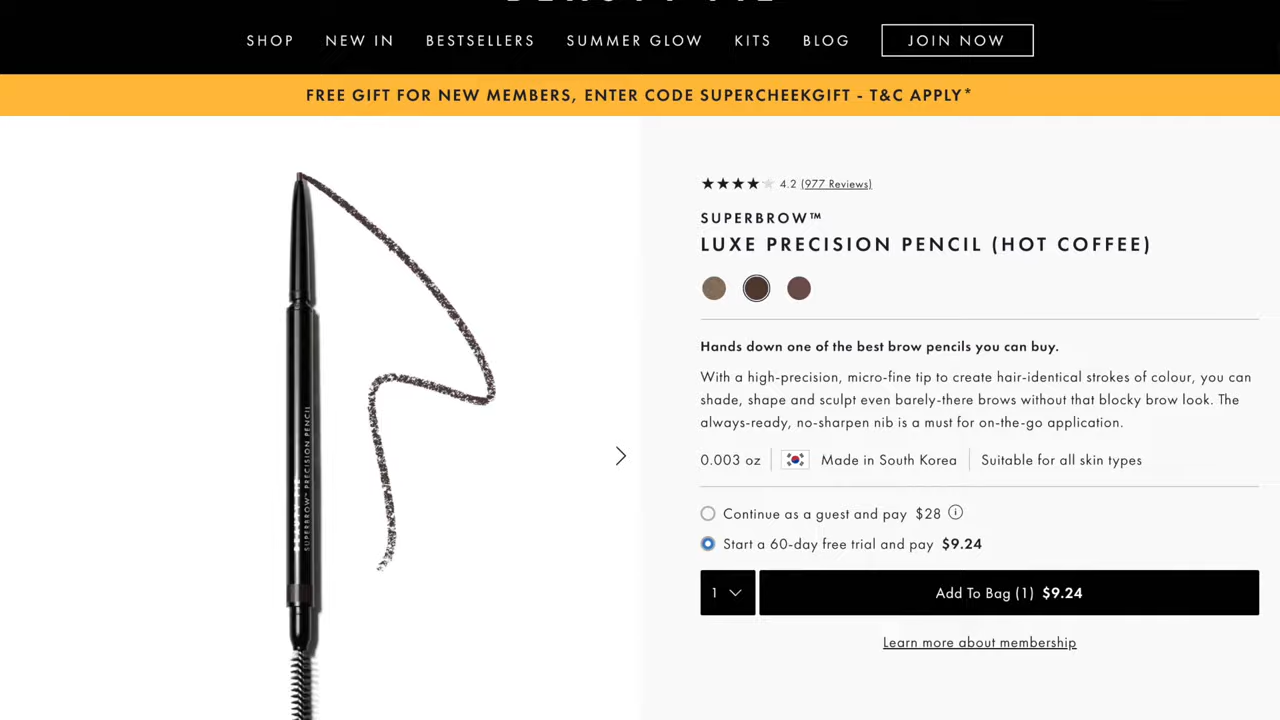 SHOP NEW IN BESTSELLERS SUMMER GLOW KITS BLOG JOIN NOW
FREE GIFT FOR NEW MEMBERS, ENTER CODE SUPERCHEEKGIFT - T&C APPLY*
4.2 (977 Reviews)
SUPERBROW™
LUXE PRECISION PENCIL (HOT COFFEE)
Hands down one of the best brow pencils you can buy.
With a high-precision, micro-fine tip to create hair-identical strokes of colour, you can
shade, shape and sculpt even barely-there brows without that blocky brow look. The
always-ready, no-sharpen nib is a must for on-the-go application.
0.003 oz Made in South Korea Suitable for all skin types
Continue as a guest and pay $28
Start a 60-day free trial and pay $9.24
1 Add To Bag (1) $9.24
Learn more about membership
SUPERBROW™ PRECISION PENCIL